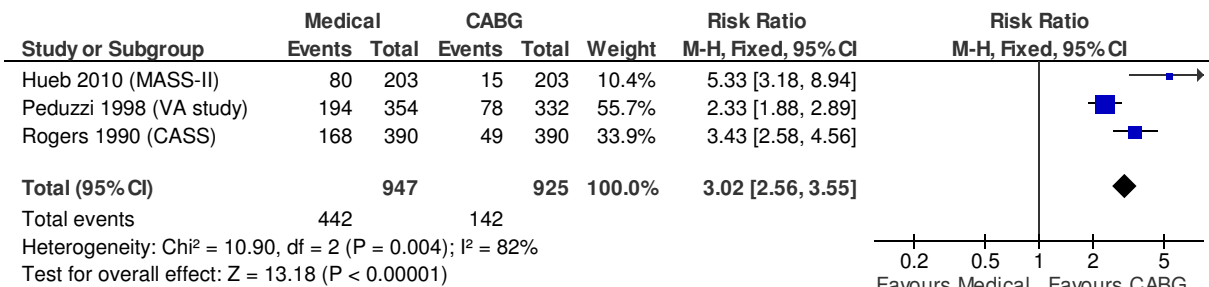 Medical CABG Risk Ratio Risk Ratio
Study or Subgroup Events Total Events Total Weight M-H, Fixed, 95% CI M-H, Fixed, 95% CI
Hueb 2010 (MASS-II) 80 203 15 203 10.4% 5.33 [3.18, 8.94]
Peduzzi 1998 (VA study) 194 354 78 332 55.7% 2.33 [1.88, 2.89]
Rogers 1990 (CASS) 168 390 49 390 33.9% 3.43 [2.58, 4.56]
Total (95% CI) 947 925 100.0% 3.02 [2.56, 3.55]
Total events 442 142
Heterogeneity: Chi² = 10.90, df = 2 (P = 0.004); I² = 82%
Test for overall effect: Z = 13.18 (P < 0.00001)
0.2 0.5 1 2 5
Favours Medical Favours CABG